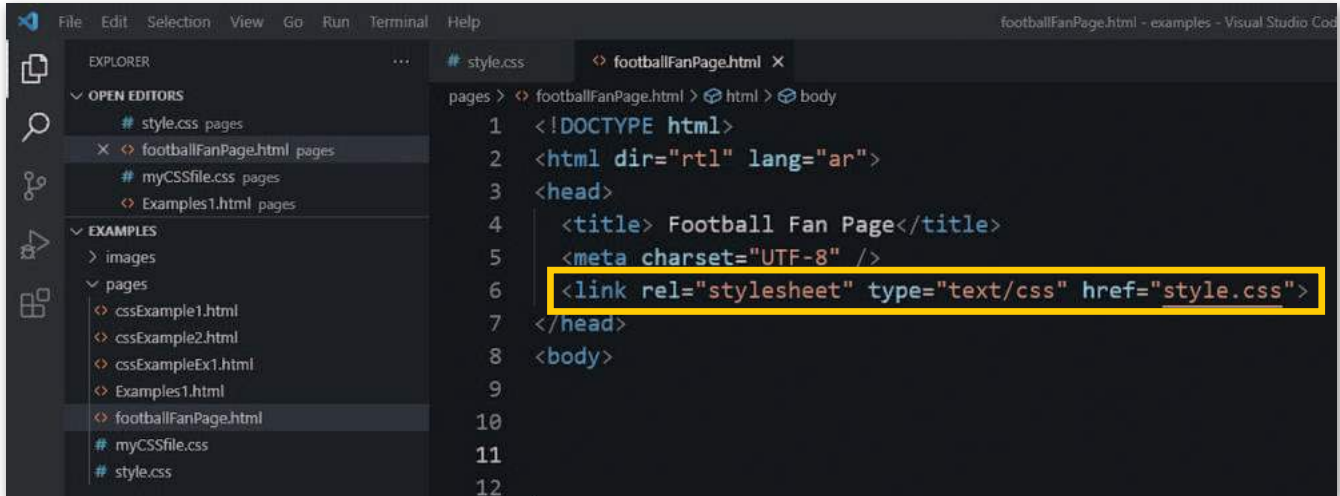 File Edit Selection View Go Run Terminal Help footballFanPage.html - examples - Visual Studio Cod
EXPLORER ...
OPEN EDITORS
# style.css pages
X <> footballFanPage.html pages
# myCSSfile.css pages
<> Examples1.html pages
EXAMPLES
> images
pages
<> cssExample1.html
<> cssExample2.html
<> cssExampleEx1.html
<> Examples1.html
<> footballFanPage.html
# myCSSfile.css
# style.css
# style.css <> footballFanPage.html X
pages > <> footballFanPage.html > html > body
1 <!DOCTYPE html>
2 <html dir="rtl" lang="ar">
3 <head>
4 <title> Football Fan Page</title>
5 <meta charset="UTF-8" />
6 <link rel="stylesheet" type="text/css" href="style.css">
7 </head>
8 <body>
9
10
11
12